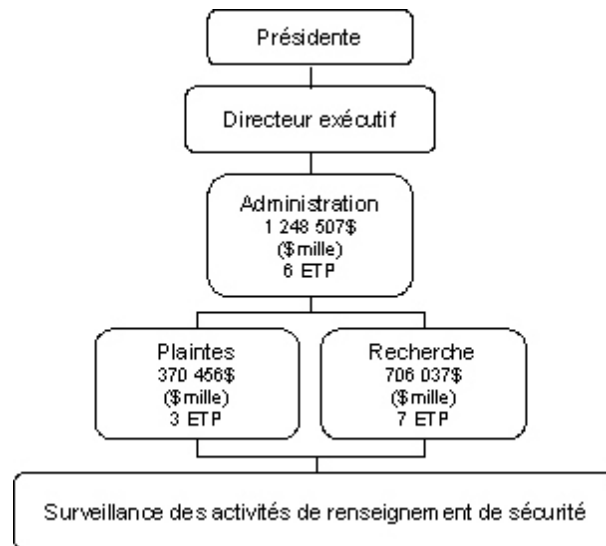 Présidente
Directeur exécutif
Administration
1 248 507$
($mille)
6 ETP
Plaintes
370 456$
($mille)
3 ETP
Recherche
706 037$
($mille)
7 ETP
Surveillance des activités de renseignement de sécurité